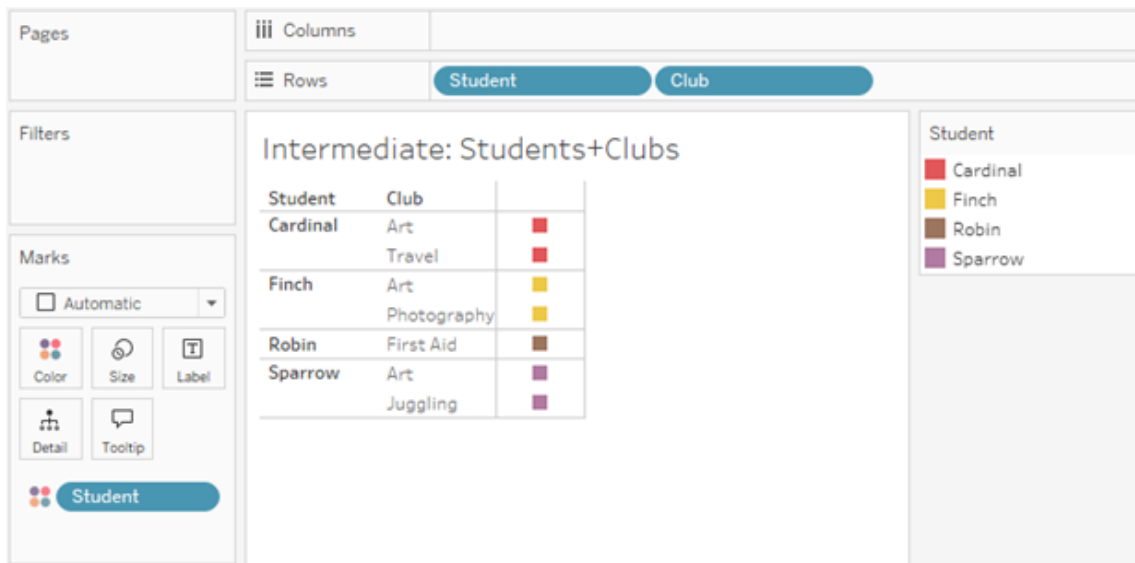 Pages
Columns
Rows
Student
Club
Filters
Marks
Automatic
Color
Size
Label
Detail
Tooltip
Student
Intermediate: Students+Clubs
Student Club
Cardinal Art
Travel
Finch Art
Photography
Robin First Aid
Sparrow Art
Juggling
Student
Cardinal
Finch
Robin
Sparrow